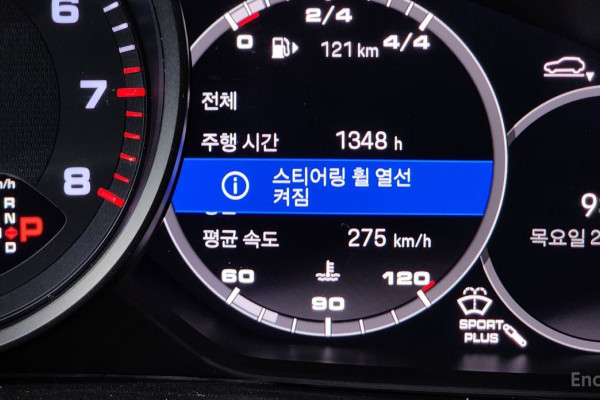 6
7
8
R
N
D
P
2/4
0
121 km
4/4
전체
주행 시간 1348 h
스티어링 휠 열선
켜짐
평균 속도 275 km/h
60
120
90
목요일 2
SPORT
PLUS
Enc